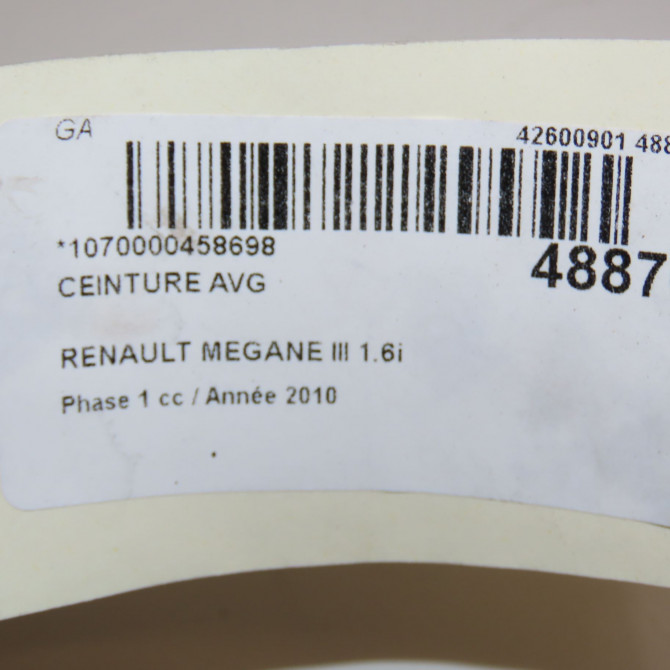 GA
42600901 488
*1070000458698
4887
CEINTURE AVG
RENAULT MEGANE III 1.6i
Phase 1 cc / Année 2010